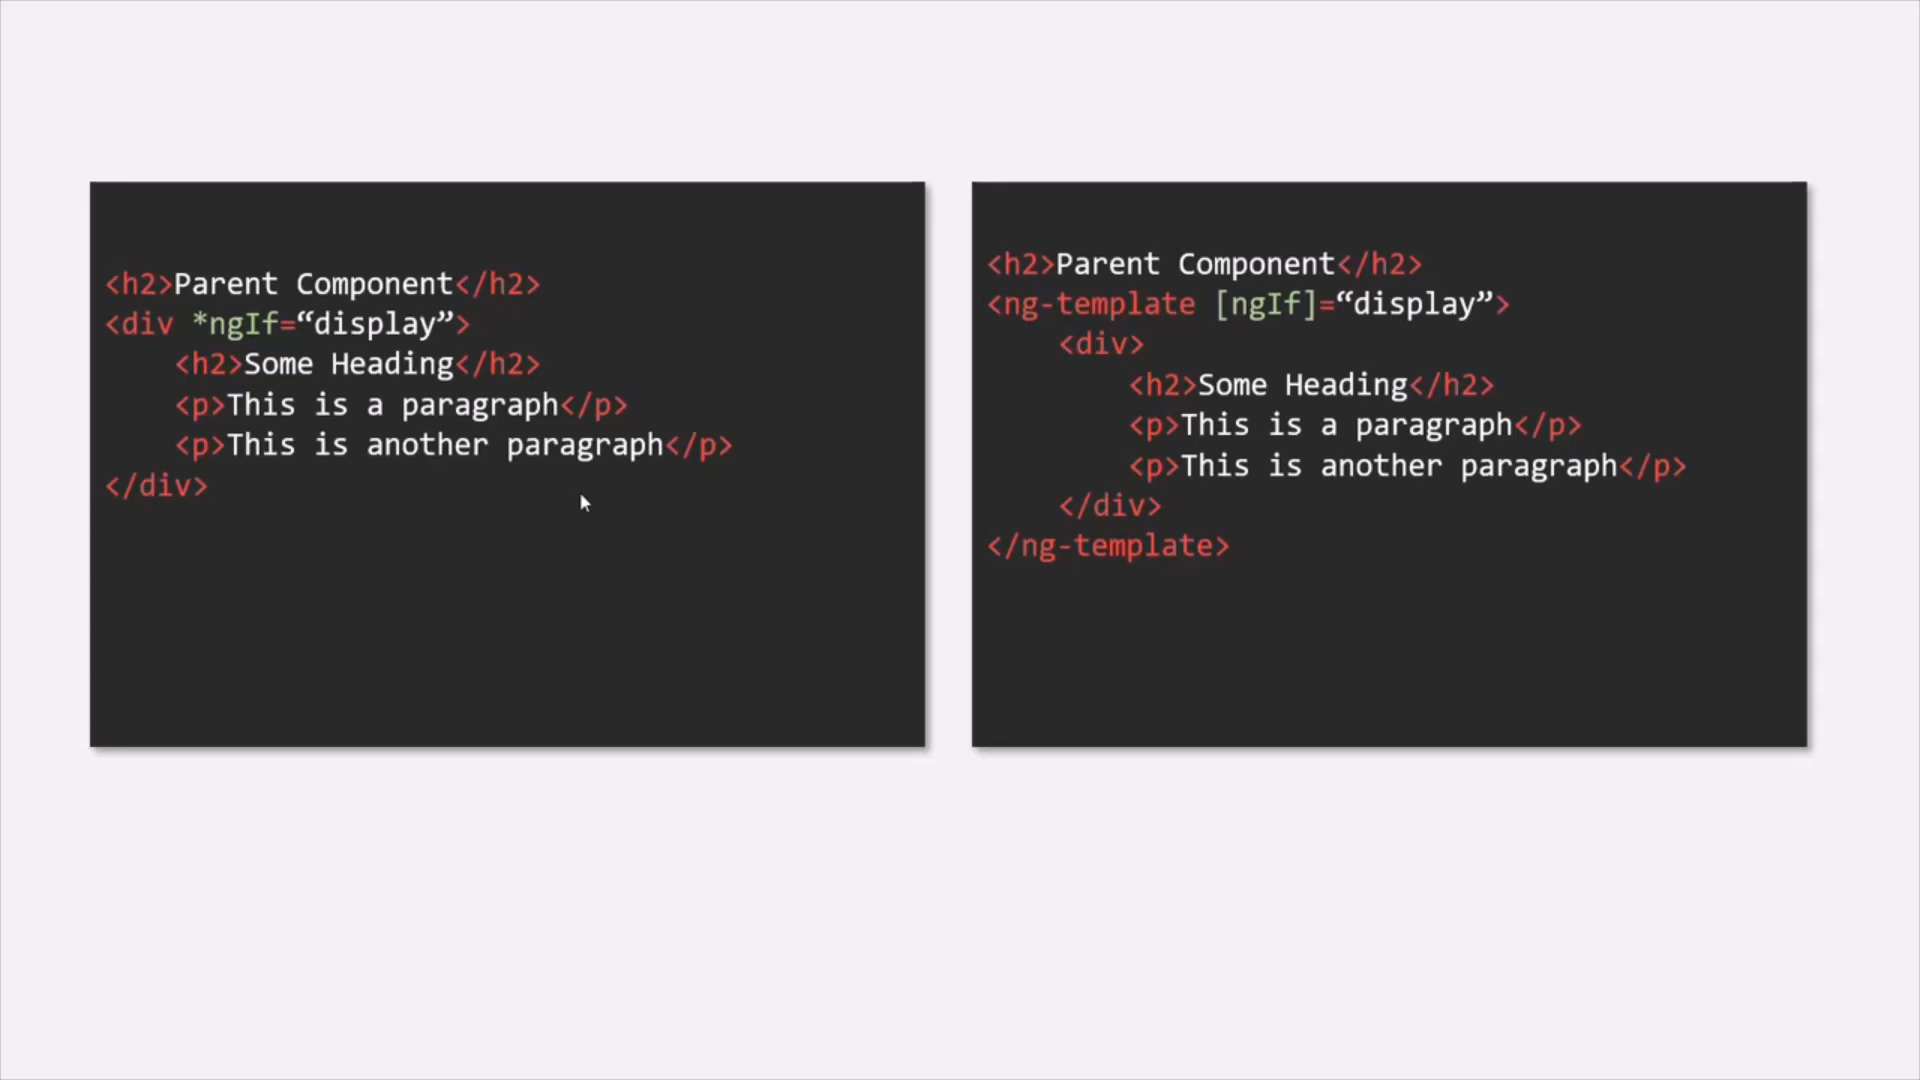 <h2>Parent Component</h2>
<div *ngIf=“display”>
<h2>Some Heading</h2>
<p>This is a paragraph</p>
<p>This is another paragraph</p>
</div>
<h2>Parent Component</h2>
<ng-template [ngIf]=“display”>
<div>
<h2>Some Heading</h2>
<p>This is a paragraph</p>
<p>This is another paragraph</p>
</div>
</ng-template>